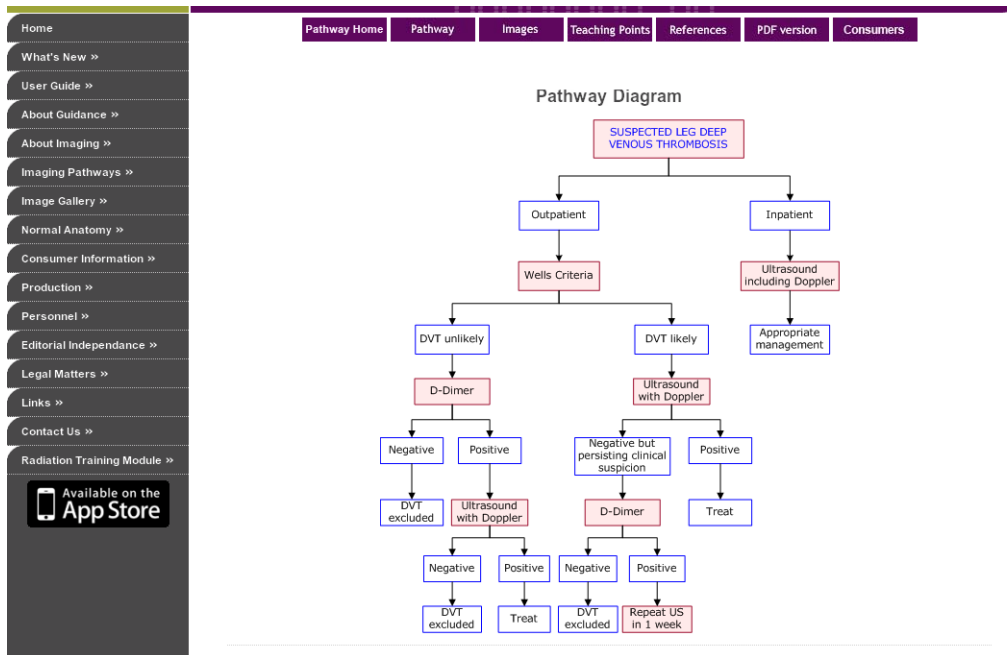 Home
What's New »
User Guide »
About Guidance »
About Imaging »
Imaging Pathways »
Image Gallery »
Normal Anatomy »
Consumer Information »
Production »
Personnel »
Editorial Independance »
Legal Matters »
Links »
Contact Us »
Radiation Training Module »
Available on the
App Store
Pathway Home Pathway Images Teaching Points References PDF version Consumers
Pathway Diagram
SUSPECTED LEG DEEP
VENOUS THROMBOSIS
Outpatient
Inpatient
Wells Criteria
Ultrasound
including Doppler
DVT unlikely
DVT likely
Appropriate
management
D-Dimer
Ultrasound
with Doppler
Negative
Positive
Negative but
persisting clinical
suspicion
Positive
DVT
excluded
Ultrasound
with Doppler
D-Dimer
Treat
Negative
Positive
Negative
Positive
DVT
excluded
Treat
DVT
excluded
Repeat US
in 1 week